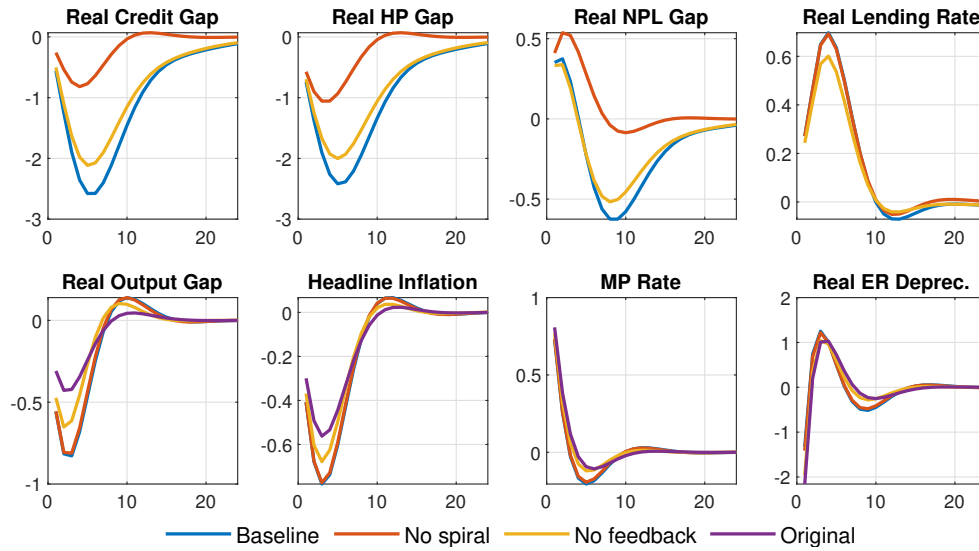 Real Credit Gap
0
-1
-2
-3
0 10 20
Real HP Gap
0
-1
-2
-3
0 10 20
Real NPL Gap
0.5
0
-0.5
0 10 20
Real Lending Rate
0.6
0.4
0.2
0
0 10 20
Real Output Gap
0
-0.5
-1
0 10 20
Headline Inflation
0
-0.2
-0.4
-0.6
0 10 20
MP Rate
1
0.5
0
0 10 20
Real ER Deprec.
2
1
0
-1
-2
0 10 20
Baseline No spiral No feedback Original